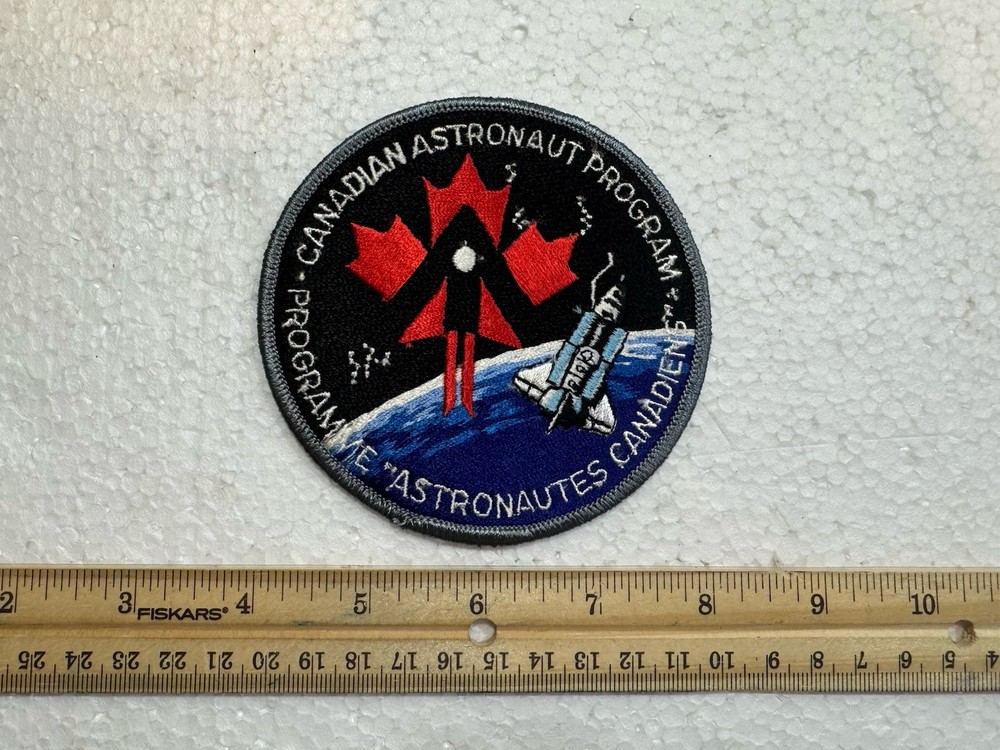 CANADIAN ASTRONAUT PROGRAM
PROGRAMME "ASTRONAUTES CANADIENS"
2 3 FISKARS® 4 5 6 7 8 9 10
25 24 23 22 21 20 19 18 17 16 15 14 13 12 11 10 9 8 7 6 5 4